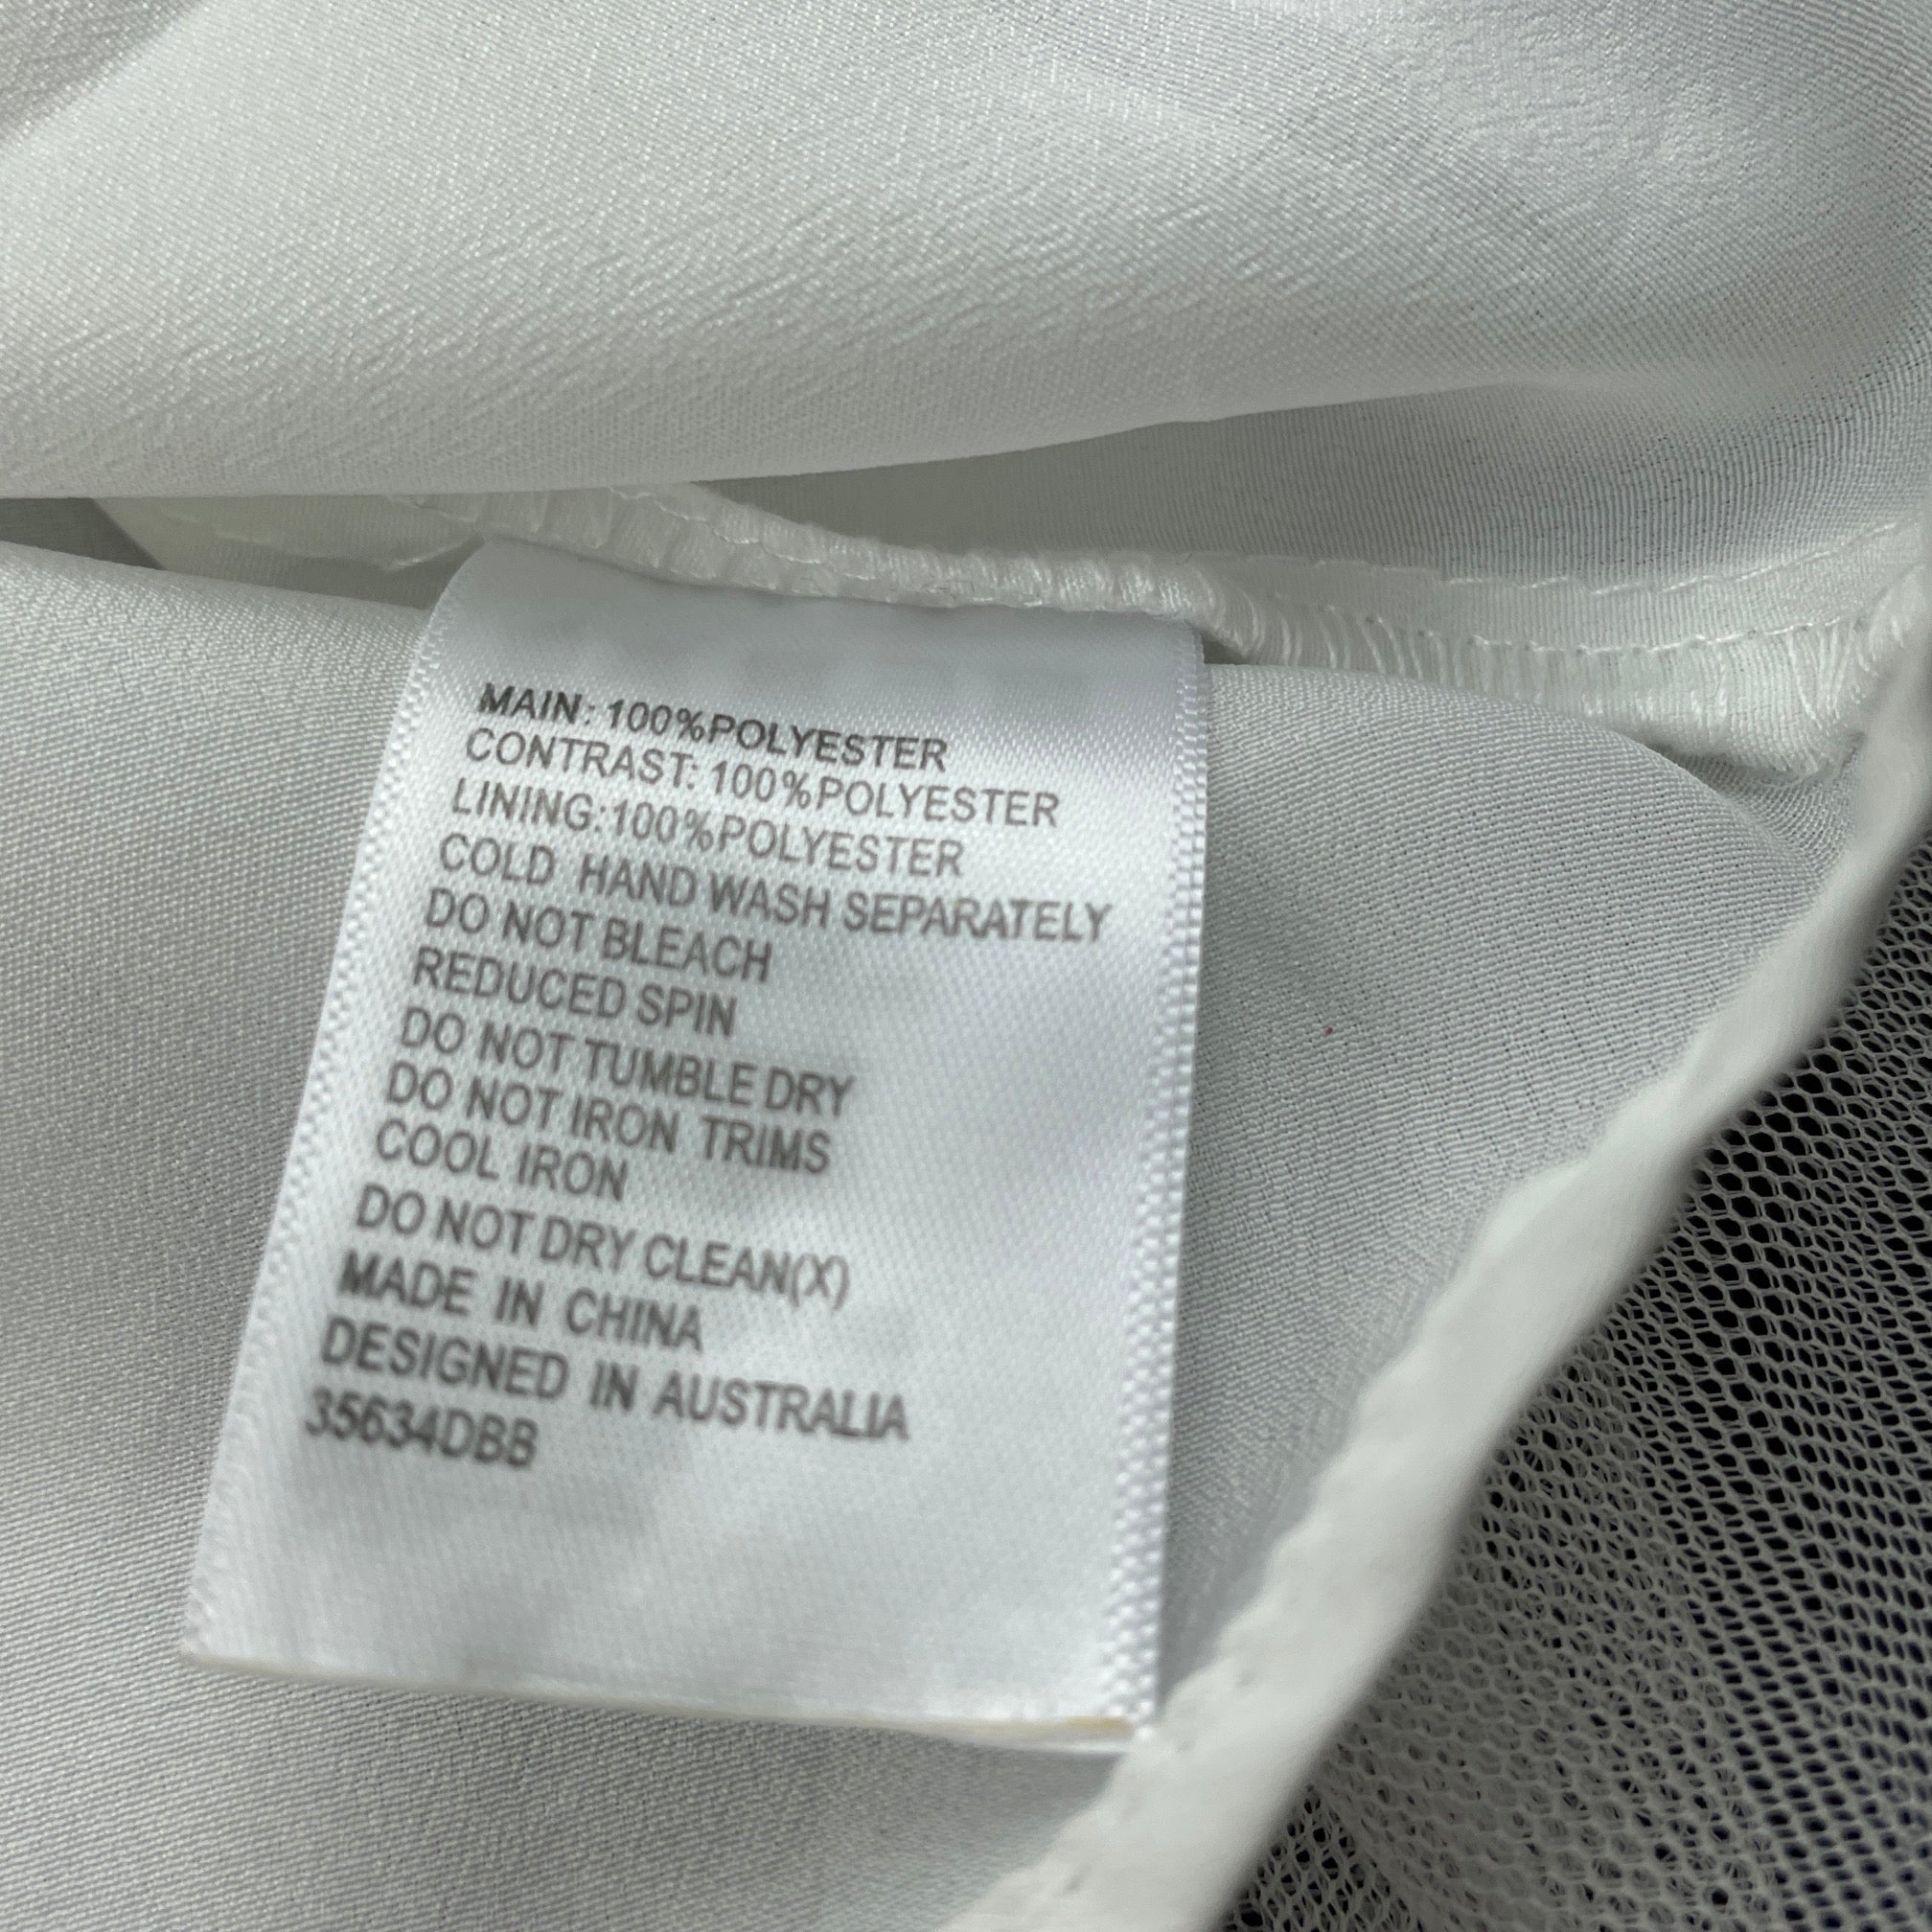 MAIN: 100%POLYESTER
CONTRAST: 100%POLYESTER
LINING:100%POLYESTER
COLD HAND WASH SEPARATELY
DO NOT BLEACH
REDUCED SPIN
DO NOT TUMBLE DRY
DO NOT IRON TRIMS
COOL IRON
DO NOT DRY CLEAN(X)
MADE IN CHINA
DESIGNED IN AUSTRALIA
35634DBB